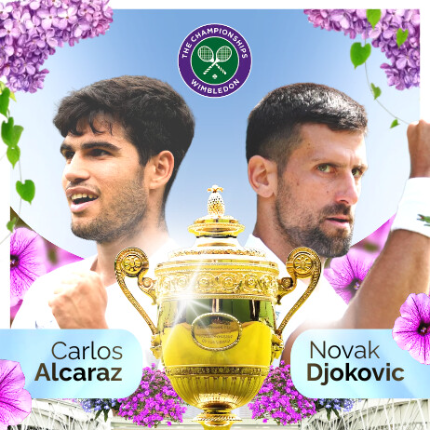 THE CHAMPIONSHIPS
WIMBLEDON
Carlos
Alcaraz
Novak
Djokovic